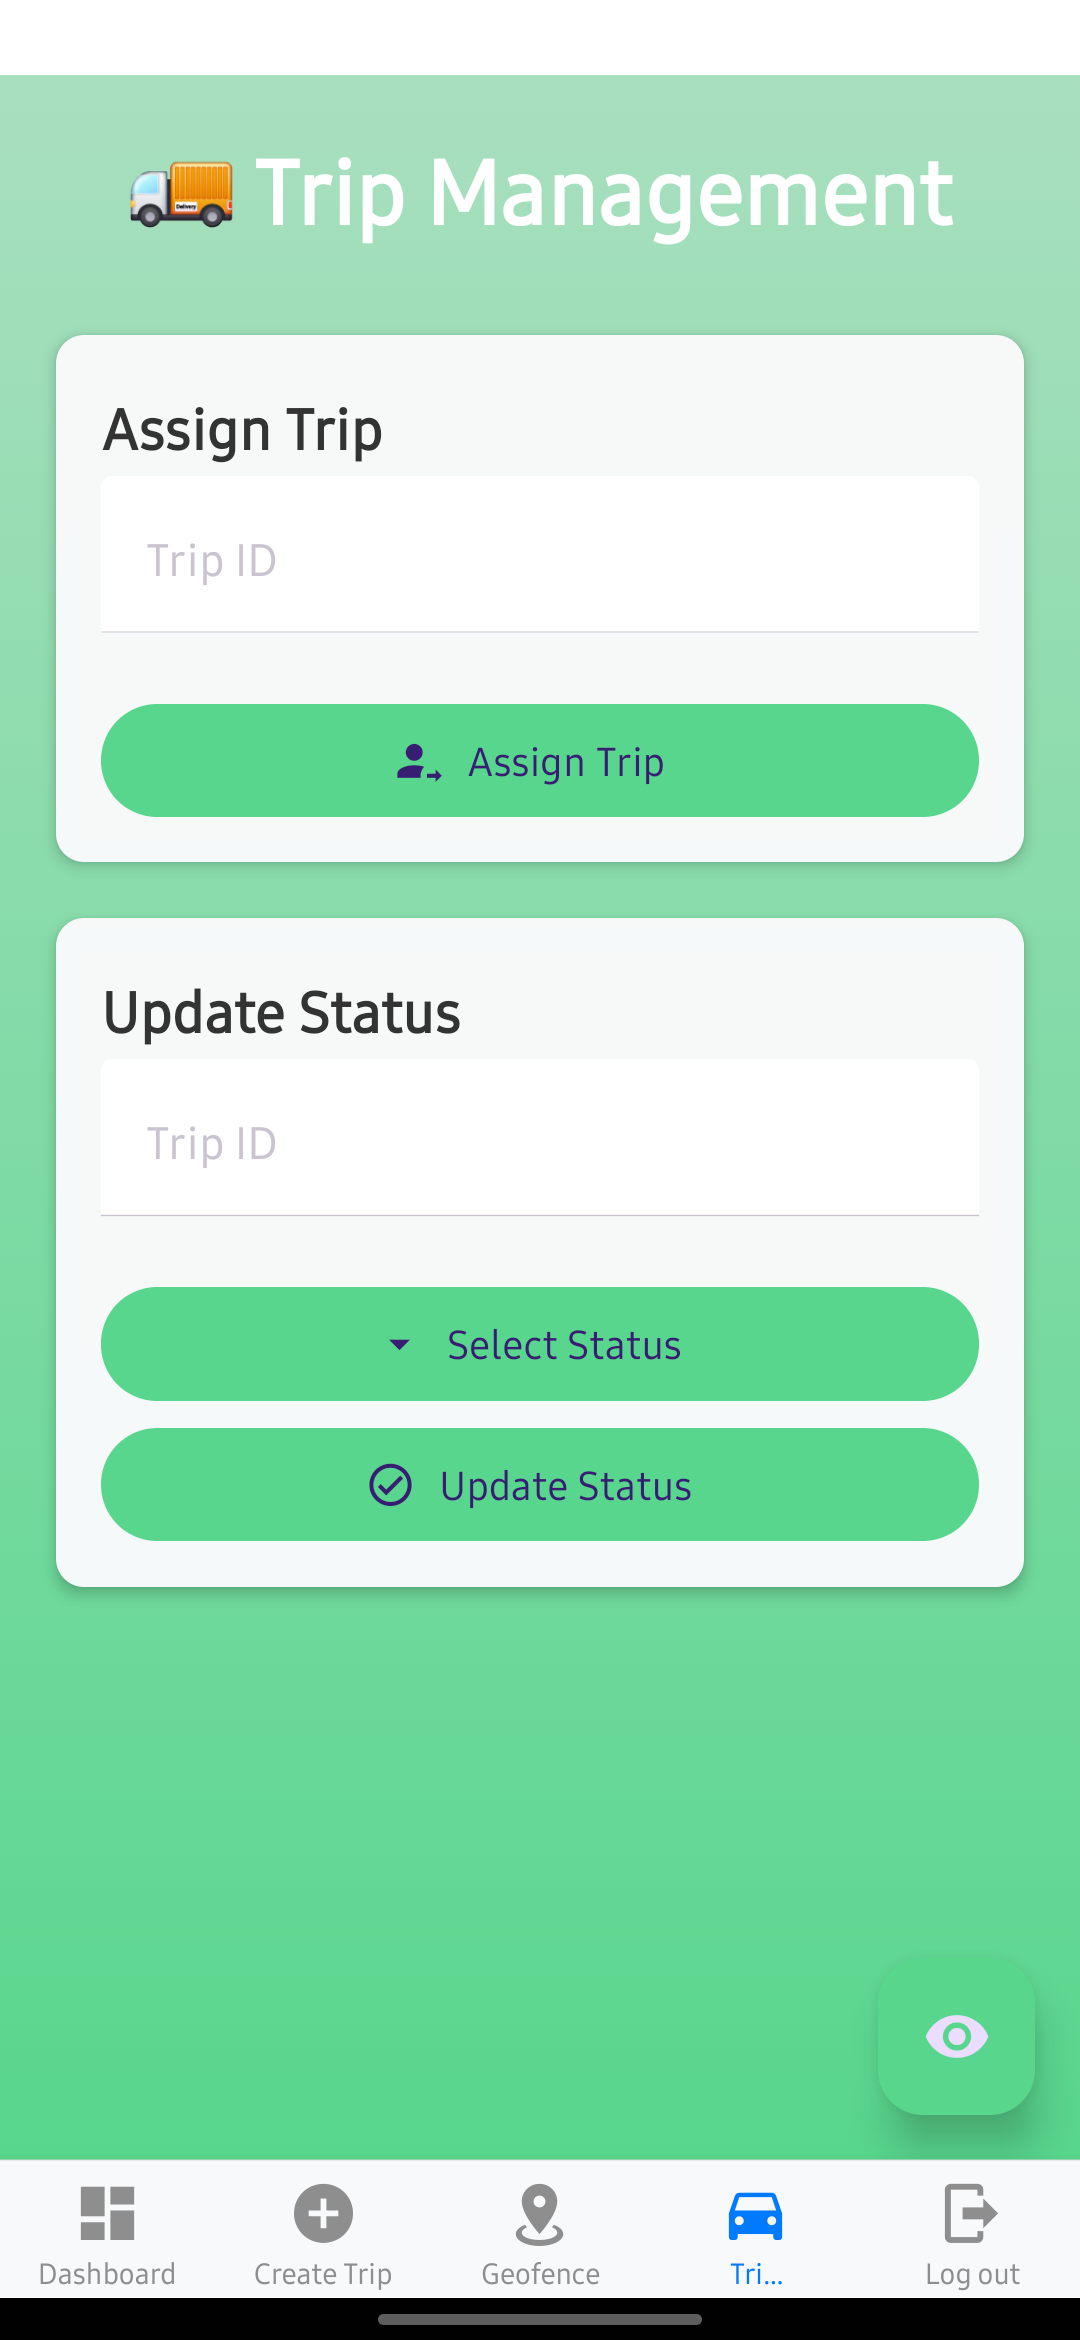 Trip Management
Assign Trip
Trip ID
Assign Trip
Update Status
Trip ID
Select Status
Update Status
Dashboard
Create Trip
Geofence
Tri...
Log out